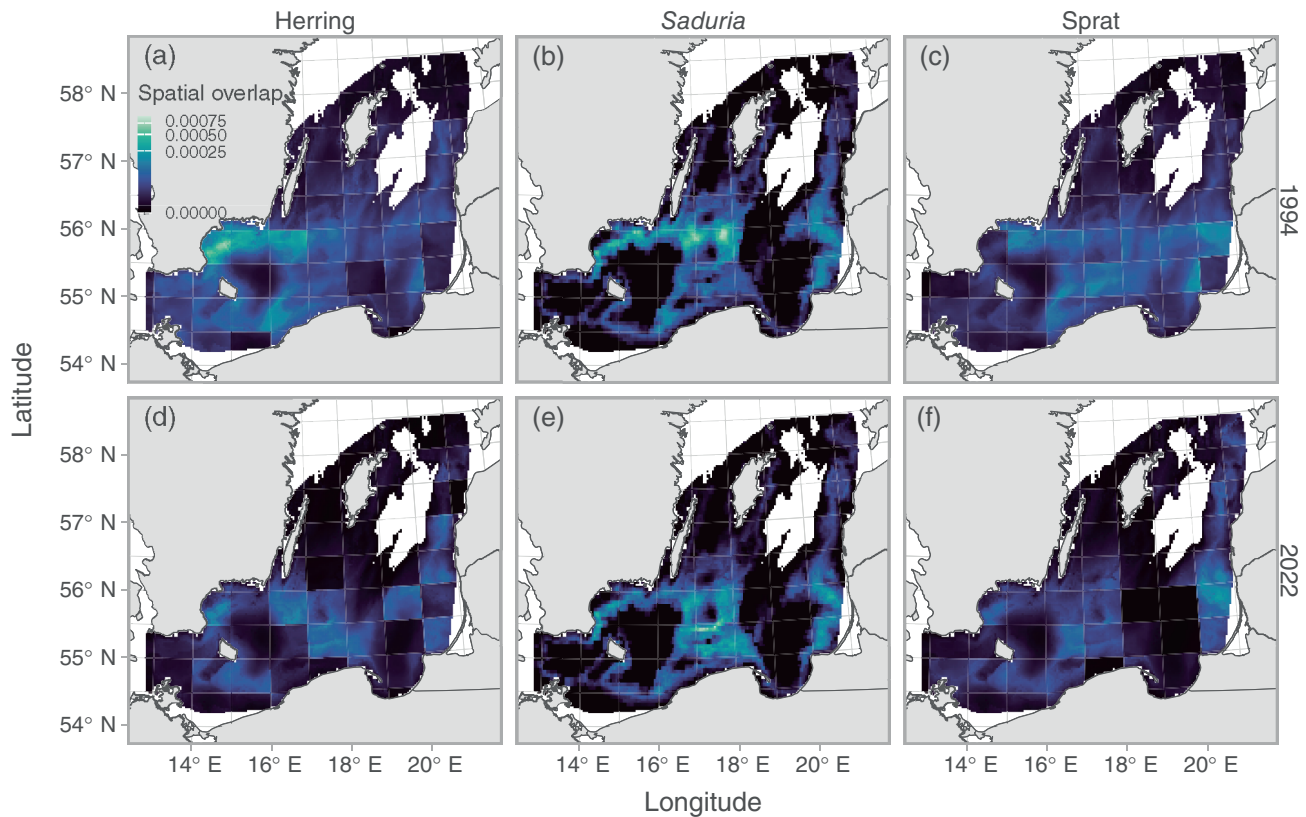 Herring
Saduria
Sprat
(a)
(b)
(c)
Spatial overlap
0.00075
0.00050
0.00025
0.00000
58° N
57° N
56° N
55° N
54° N
1994
(d)
(e)
(f)
58° N
57° N
56° N
55° N
54° N
2022
Latitude
14° E 16° E 18° E 20° E
14° E 16° E 18° E 20° E
14° E 16° E 18° E 20° E
Longitude